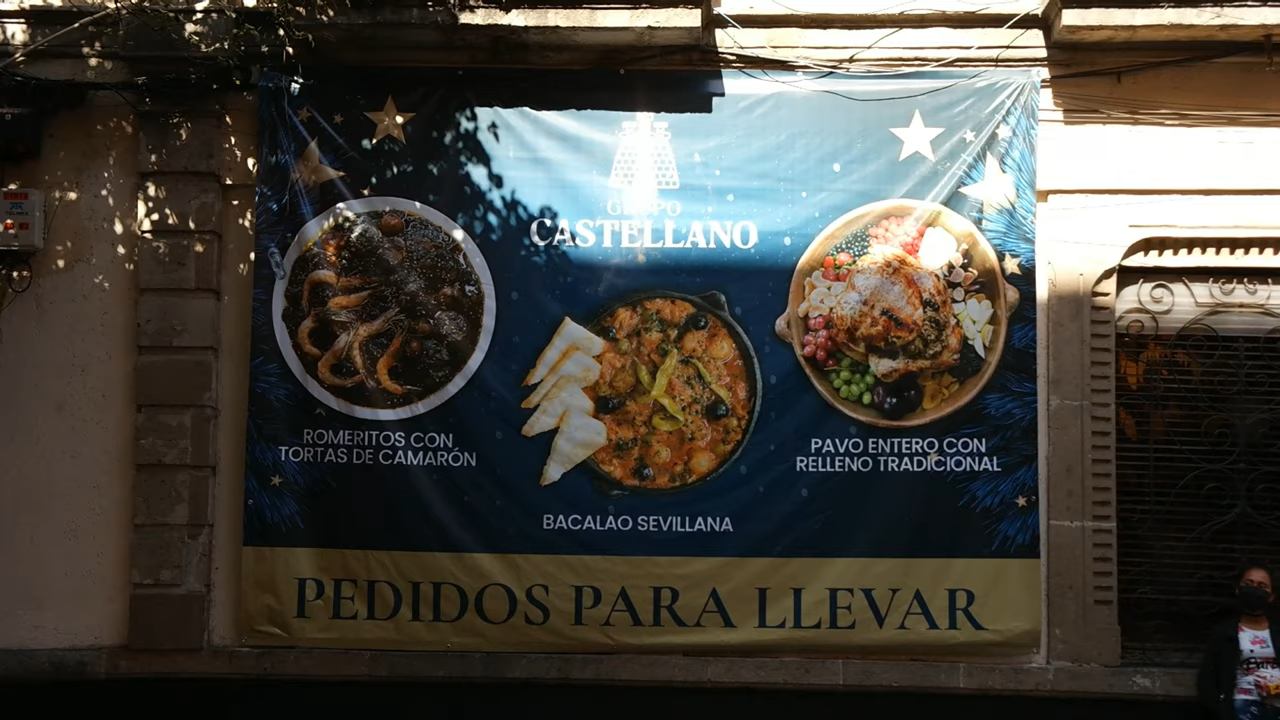 GRUPO
CASTELLANO
ROMERITOS CON
TORTAS DE CAMARÓN
PAVO ENTERO CON
RELLENO TRADICIONAL
BACALAO SEVILLANA
PEDIDOS PARA LLEVAR